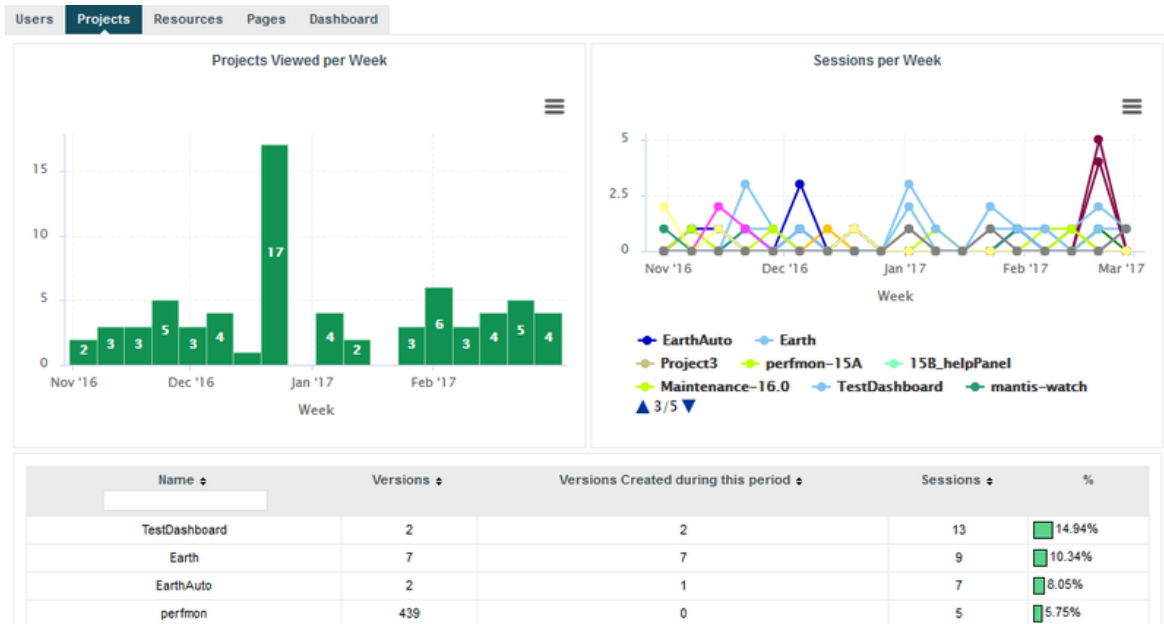 Users Projects Resources Pages Dashboard
Projects Viewed per Week
15
10
5
0
2 3 3 5 3 4 17 4 2 3 6 3 4 5 4
Nov '16 Dec '16 Jan '17 Feb '17
Week
Sessions per Week
5
2.5
0
Nov '16 Dec '16 Jan '17 Feb '17 Mar '17
Week
EarthAuto Earth
Project3 perfmon-15A 15B_helpPanel
Maintenance-16.0 TestDashboard mantis-watch
3/5
Name Versions Versions Created during this period Sessions %
TestDashboard 2 2 13 14.94%
Earth 7 7 9 10.34%
EarthAuto 2 1 7 8.05%
perfmon 439 0 5 5.75%